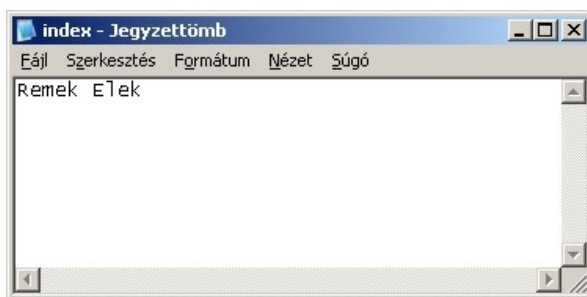 index - Jegyzettömb
Fájl Szerkesztés Formátum Nézet Súgó
Remek Elek